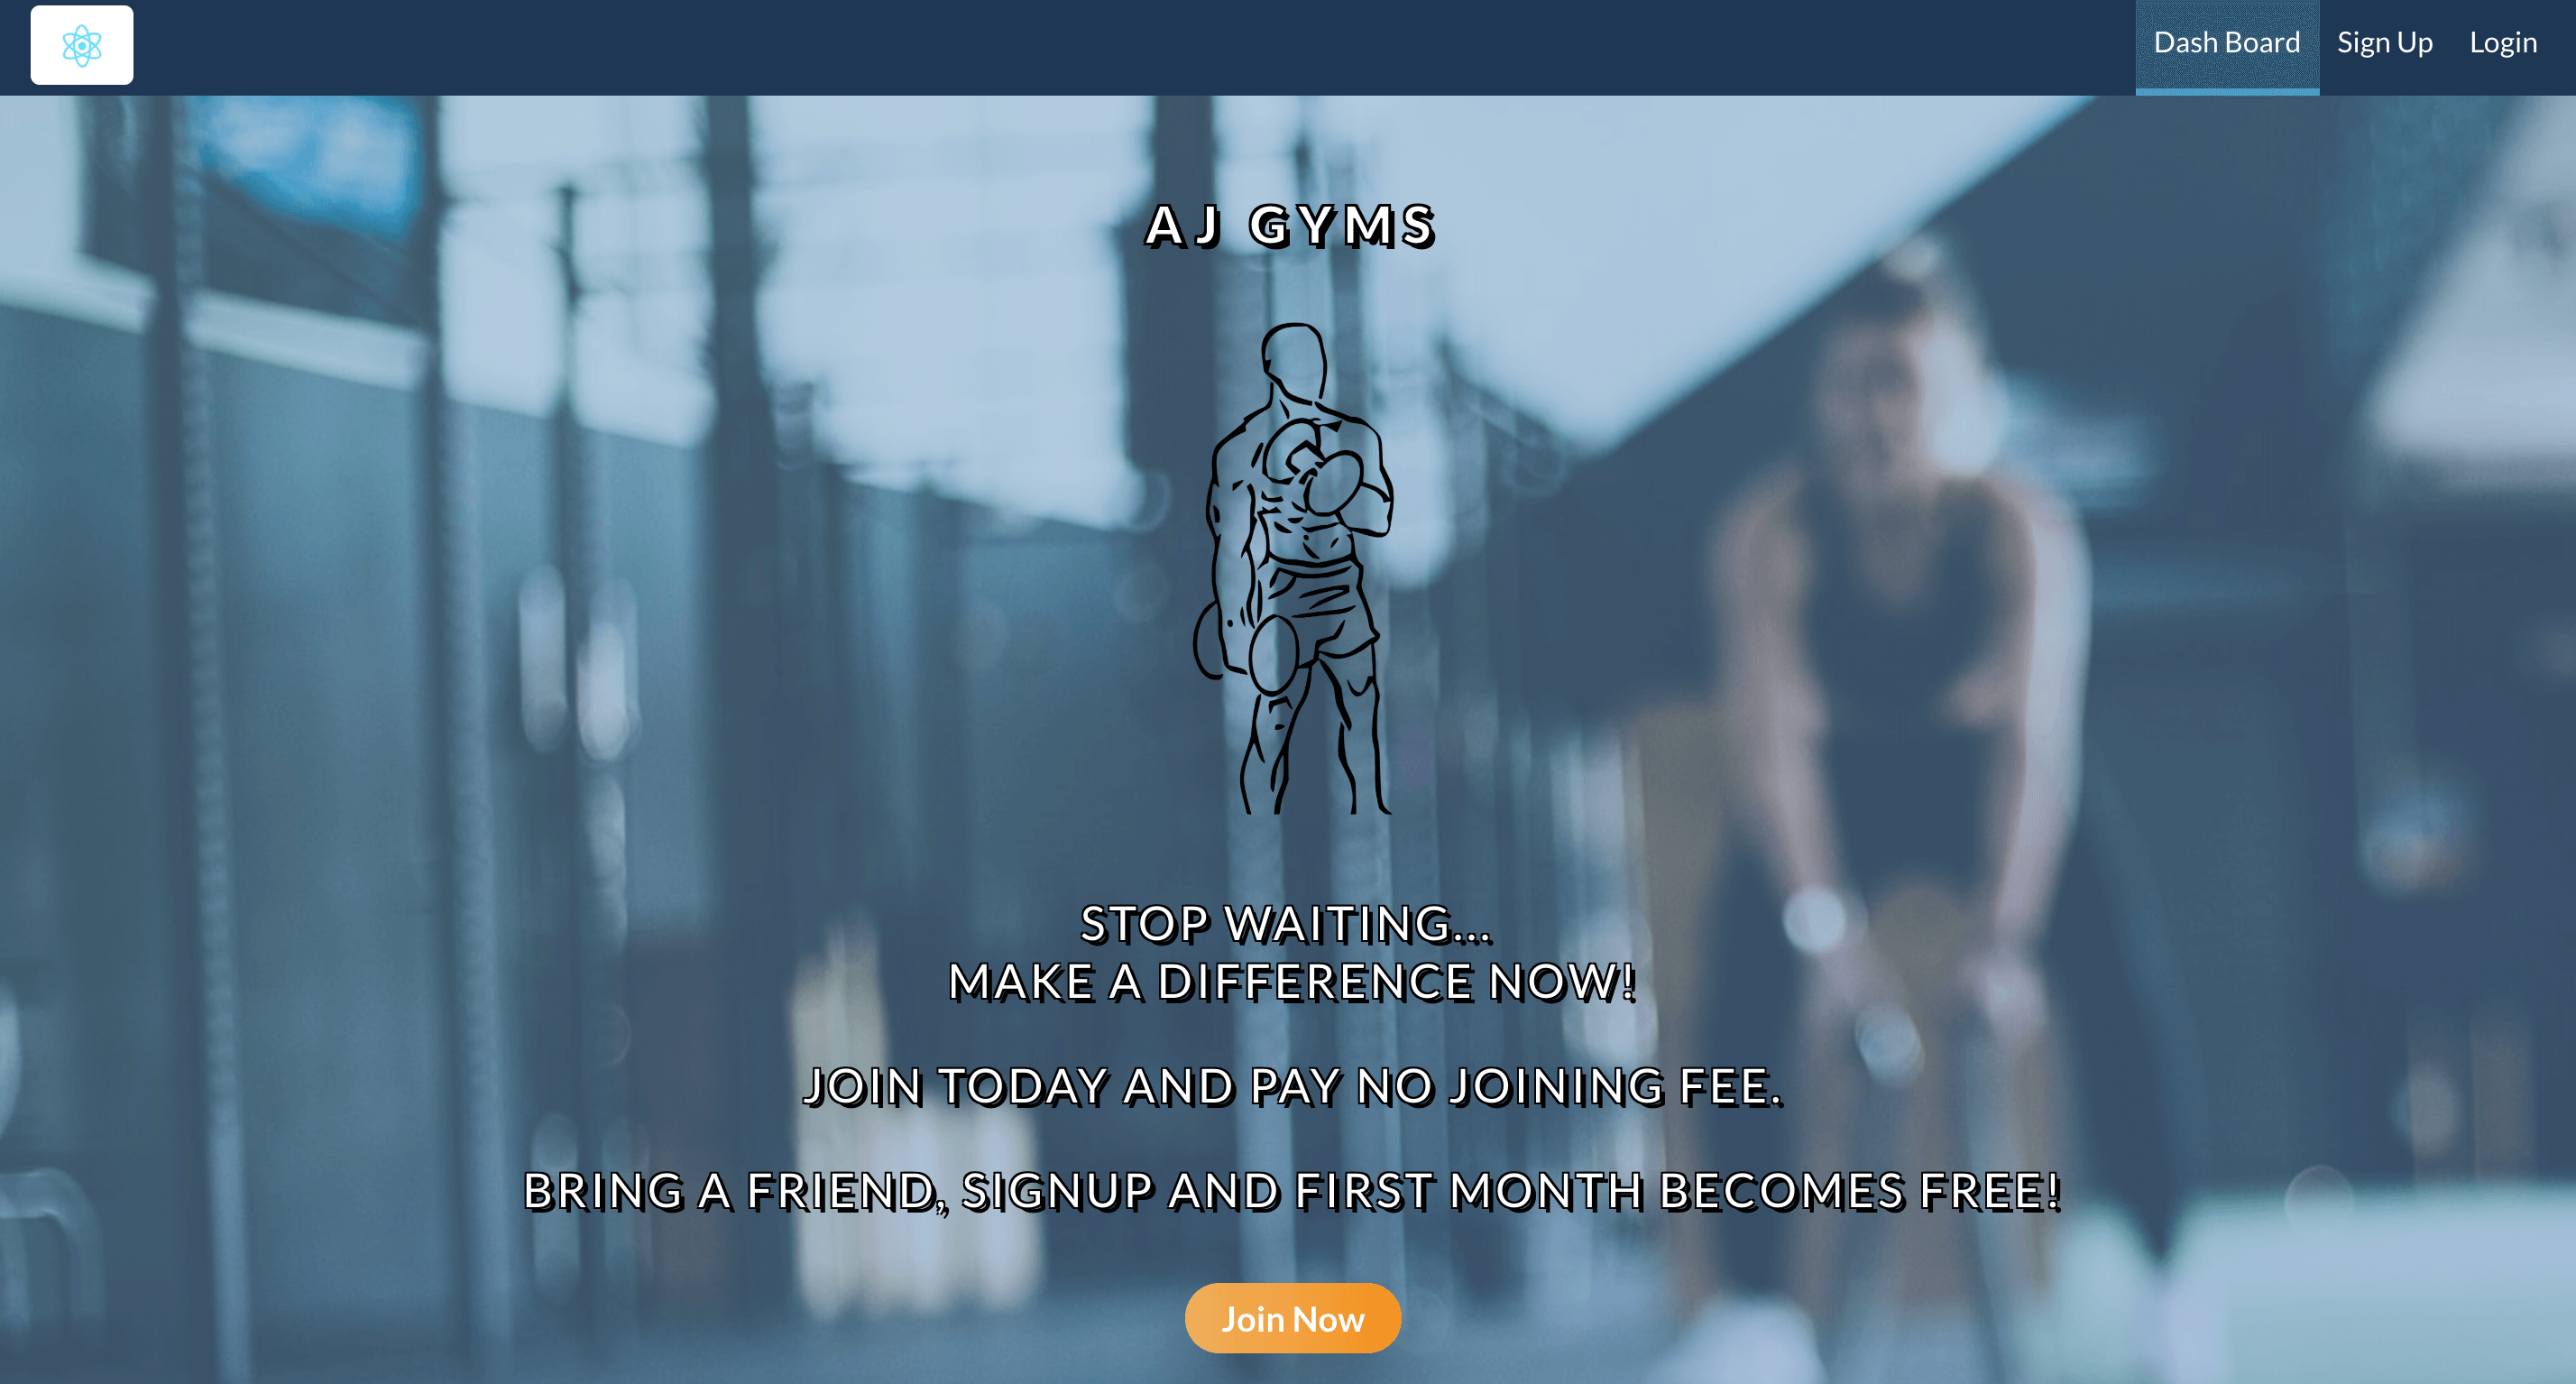 Dash Board
Sign Up
Login
AJ GYMS
STOP WAITING...
MAKE A DIFFERENCE NOW!
JOIN TODAY AND PAY NO JOINING FEE.
BRING A FRIEND, SIGNUP AND FIRST MONTH BECOMES FREE!
Join Now